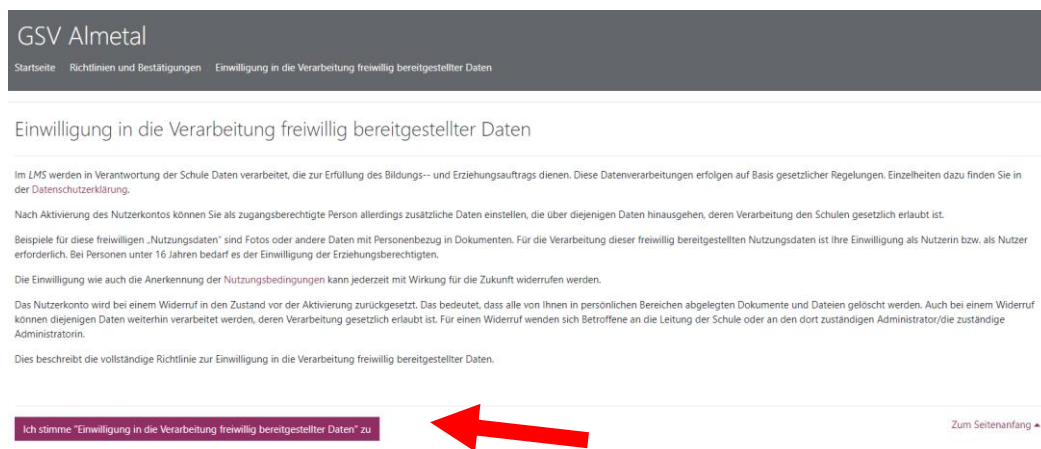 GSV Almetal
Startseite Richtlinien und Bestätigungen Einwilligung in die Verarbeitung freiwillig bereitgestellter Daten
Einwilligung in die Verarbeitung freiwillig bereitgestellter Daten
Im LMS werden in Verantwortung der Schule Daten verarbeitet, die zur Erfüllung des Bildungs-- und Erziehungsauftrags dienen. Diese Datenverarbeitungen erfolgen auf Basis gesetzlicher Regelungen. Einzelheiten dazu finden Sie in
der Datenschutzerklärung.
Nach Aktivierung des Nutzerkontos können Sie als zugangsberechtigte Person allerdings zusätzliche Daten einstellen, die über diejenigen Daten hinausgehen, deren Verarbeitung den Schulen gesetzlich erlaubt ist.
Beispiele für diese freiwilligen „Nutzungsdaten" sind Fotos oder andere Daten mit Personenbezug in Dokumenten. Für die Verarbeitung dieser freiwillig bereitgestellten Nutzungsdaten ist Ihre Einwilligung als Nutzerin bzw. als Nutzer
erforderlich. Bei Personen unter 16 Jahren bedarf es der Einwilligung der Erziehungsberechtigten.
Die Einwilligung wie auch die Anerkennung der Nutzungsbedingungen kann jederzeit mit Wirkung für die Zukunft widerrufen werden.
Das Nutzerkonto wird bei einem Widerruf in den Zustand vor der Aktivierung zurückgesetzt. Das bedeutet, dass alle von Ihnen in persönlichen Bereichen abgelegten Dokumente und Dateien gelöscht werden. Auch bei einem Widerruf
können diejenigen Daten weiterhin verarbeitet werden, deren Verarbeitung gesetzlich erlaubt ist. Für einen Widerruf wenden sich Betroffene an die Leitung der Schule oder an den dort zuständigen Administrator/die zuständige
Administratorin.
Dies beschreibt die vollständige Richtlinie zur Einwilligung in die Verarbeitung freiwillig bereitgestellter Daten.
Ich stimme "Einwilligung in die Verarbeitung freiwillig bereitgestellter Daten" zu
Zum Seitenanfang